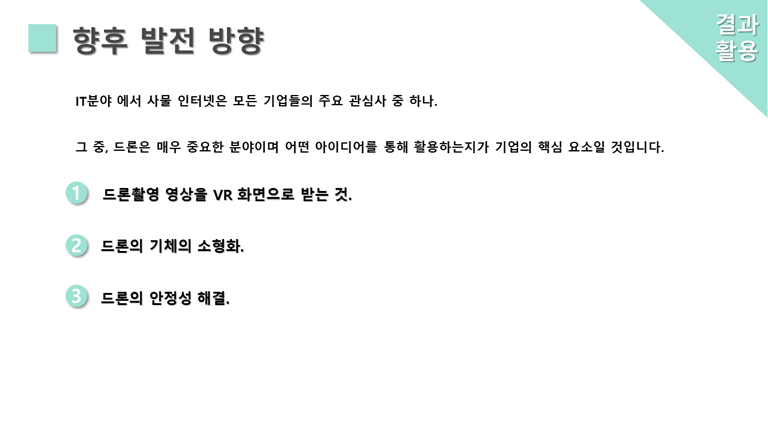 향후 발전 방향
결과
활용
IT분야 에서 사물 인터넷은 모든 기업들의 주요 관심사 중 하나.
그 중, 드론은 매우 중요한 분야이며 어떤 아이디어를 통해 활용하는지가 기업의 핵심 요소일 것입니다.
1 드론촬영 영상을 VR 화면으로 받는 것.
2 드론의 기체의 소형화.
3 드론의 안정성 해결.